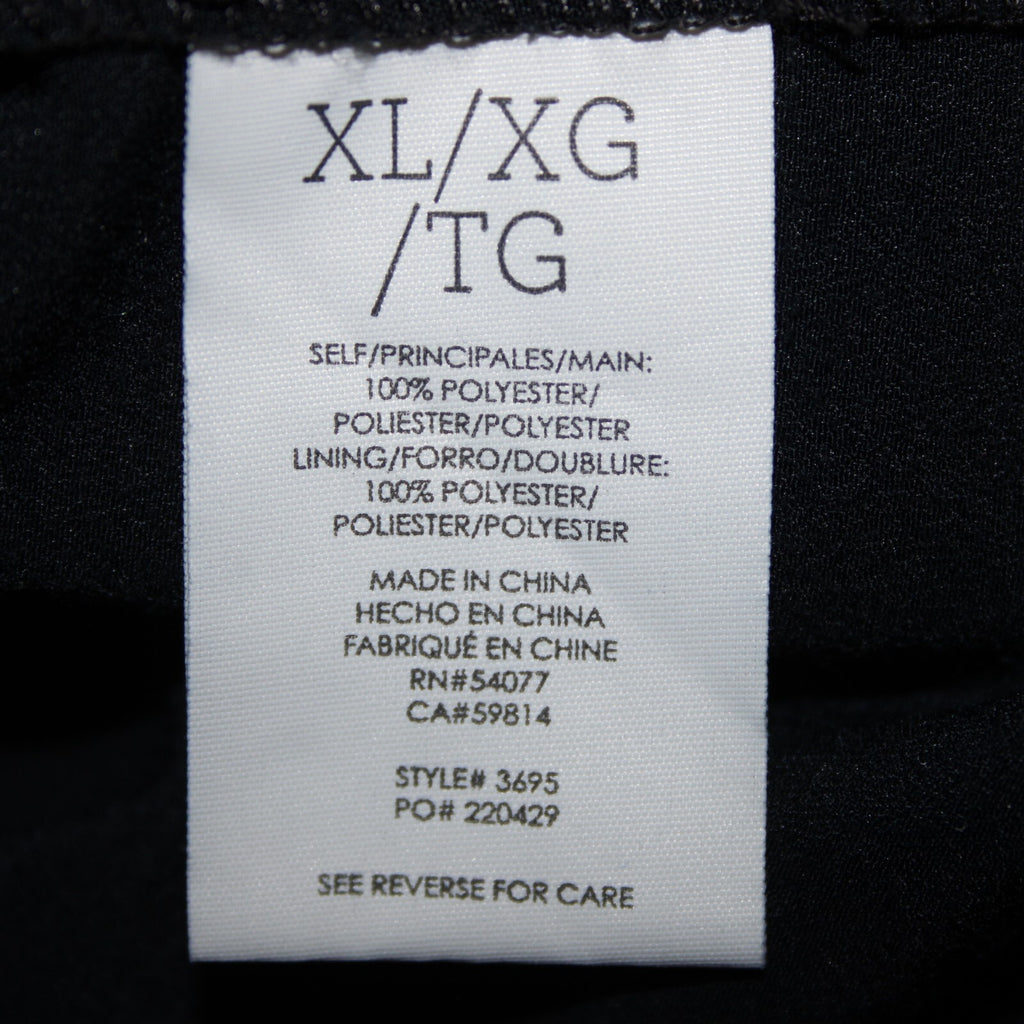 XL/XG
/TG
SELF/PRINCIPALES/MAIN:
100% POLYESTER/
POLIESTER/POLYESTER
LINING/FORRO/DOUBLURE:
100% POLYESTER/
POLIESTER/POLYESTER
MADE IN CHINA
HECHO EN CHINA
FABRIQUÉ EN CHINE
RN#54077
CA#59814
STYLE# 3695
PO# 220429
SEE REVERSE FOR CARE